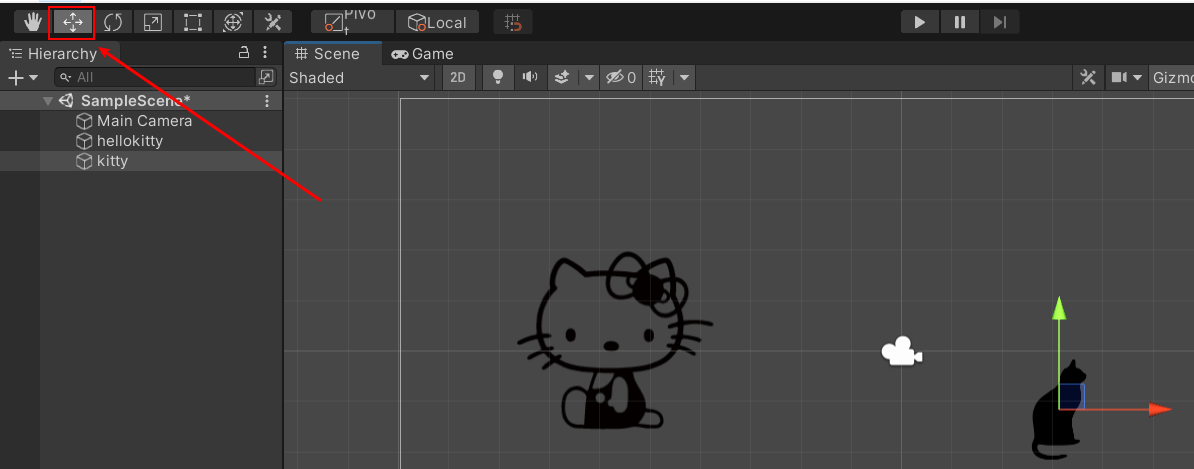 Pivo
t
Local
Hierarchy
Scene
Game
All
Shaded
2D
0
Gizmo
SampleScene*
Main Camera
hellokitty
kitty